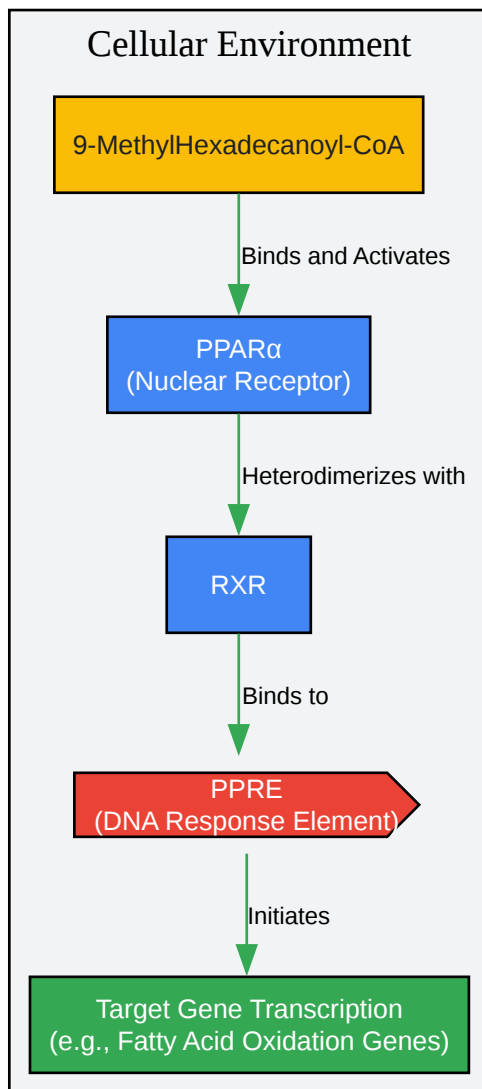 Cellular Environment
9-MethylHexadecanoyl-CoA
Binds and Activates
PPARα
(Nuclear Receptor)
Heterodimerizes with
RXR
Binds to
PPRE
(DNA Response Element)
Initiates
Target Gene Transcription
(e.g., Fatty Acid Oxidation Genes)